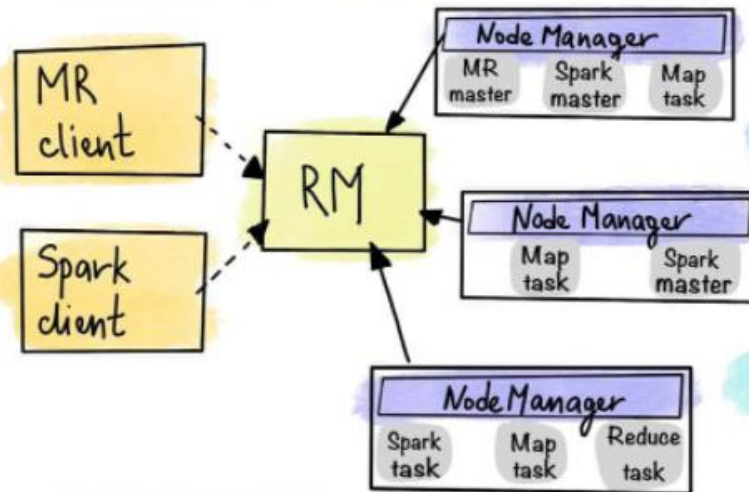 MR
client
Spark
client
RM
Node Manager
MR
master
Spark
master
Map
task
Node Manager
Map
task
Spark
master
Node Manager
Spark
task
Map
task
Reduce
task